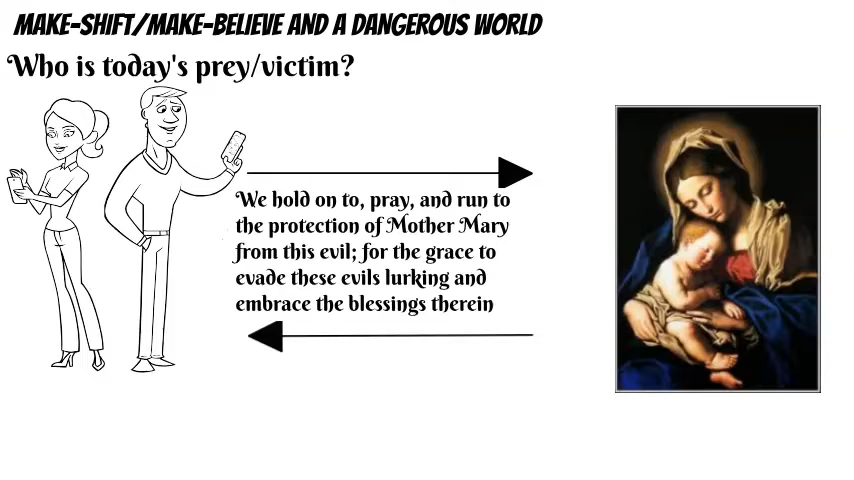 MAKE-SHIFT/MAKE-BELIEVE AND A DANGEROUS WORLD
Who is today's prey/victim?
We hold on to, pray, and run to
the protection of Mother Mary
from this evil; for the grace to
evade these evils lurking and
embrace the blessings therein